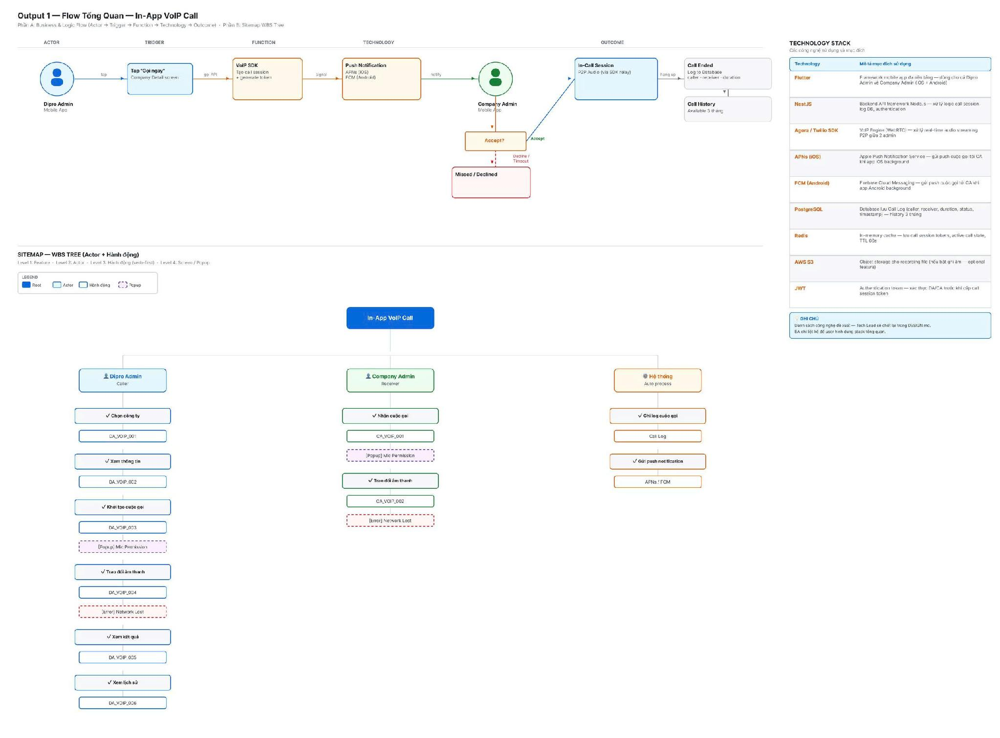 Output 1 — Flow Tổng Quan — In-App VoIP Call
Phần A: Business & Logic Flow (Actor → Trigger → Function → Technology → Outcome) · Phần B: Sitemap WBS Tree
ACTOR
TRIGGER
FUNCTION
TECHNOLOGY
OUTCOME
Dipro Admin
Mobile App
tap
Tap "Gọi ngay"
Company Detail screen
gọi API
VoIP SDK
Tạo call session
+ generate token
signal
Push Notification
APNs (iOS)
FCM (Android)
notify
Company Admin
Mobile App
Accept?
Accept
Decline /
Timeout
Missed / Declined
In-Call Session
P2P Audio (via SDK relay)
hang up
Call Ended
Log to Database
caller · receiver · duration
Call History
Available 3 tháng
TECHNOLOGY STACK
Các công nghệ sử dụng và mục đích
Technology
Mô tả mục đích sử dụng
Flutter
Framework mobile app đa nền tảng — dùng cho cả Dipro
Admin và Company Admin (iOS + Android)
NestJS
Backend API framework Node.js — xử lý logic call session,
log DB, authentication
Agora / Twilio SDK
VoIP Engine (WebRTC) — xử lý real-time audio streaming
P2P giữa 2 admin
APNs (iOS)
Apple Push Notification Service — gửi push cuộc gọi tới CA
khi app iOS background
FCM (Android)
Firebase Cloud Messaging — gửi push cuộc gọi tới CA khi
app Android background
PostgreSQL
Database lưu Call Log (caller, receiver, duration, status,
timestamp) — history 3 tháng
Redis
In-memory cache — lưu call session tokens, active call state,
TTL 60s
AWS S3
Object storage cho recording file (nếu bật ghi âm — optional
feature)
JWT
Authentication token — xác thực DA/CA trước khi cấp call
session token
GHI CHÚ
Danh sách công nghệ đề xuất — Tech Lead sẽ chốt lại trong DESIGN.md.
BA chỉ liệt kê để user hình dung stack tổng quan.
SITEMAP — WBS TREE (Actor + Hành động)
Level 1: Feature · Level 2: Actor · Level 3: Hành động (verb-first) · Level 4: Screen / Popup
LEGEND
Root
Actor
Hành động
Popup
In-App VoIP Call
Dipro Admin
Caller
✓ Chọn công ty
DA_VOIP_001
✓ Xem thông tin
DA_VOIP_002
✓ Khởi tạo cuộc gọi
DA_VOIP_003
[Popup] Mic Permission
✓ Trao đổi âm thanh
DA_VOIP_004
[Error] Network Lost
✓ Xem kết quả
DA_VOIP_005
✓ Xem lịch sử
DA_VOIP_006
Company Admin
Receiver
✓ Nhận cuộc gọi
CA_VOIP_001
[Popup] Mic Permission
✓ Trao đổi âm thanh
CA_VOIP_002
[Error] Network Lost
Hệ thống
Auto process
✓ Ghi log cuộc gọi
Call Log
✓ Gửi push notification
APNs / FCM